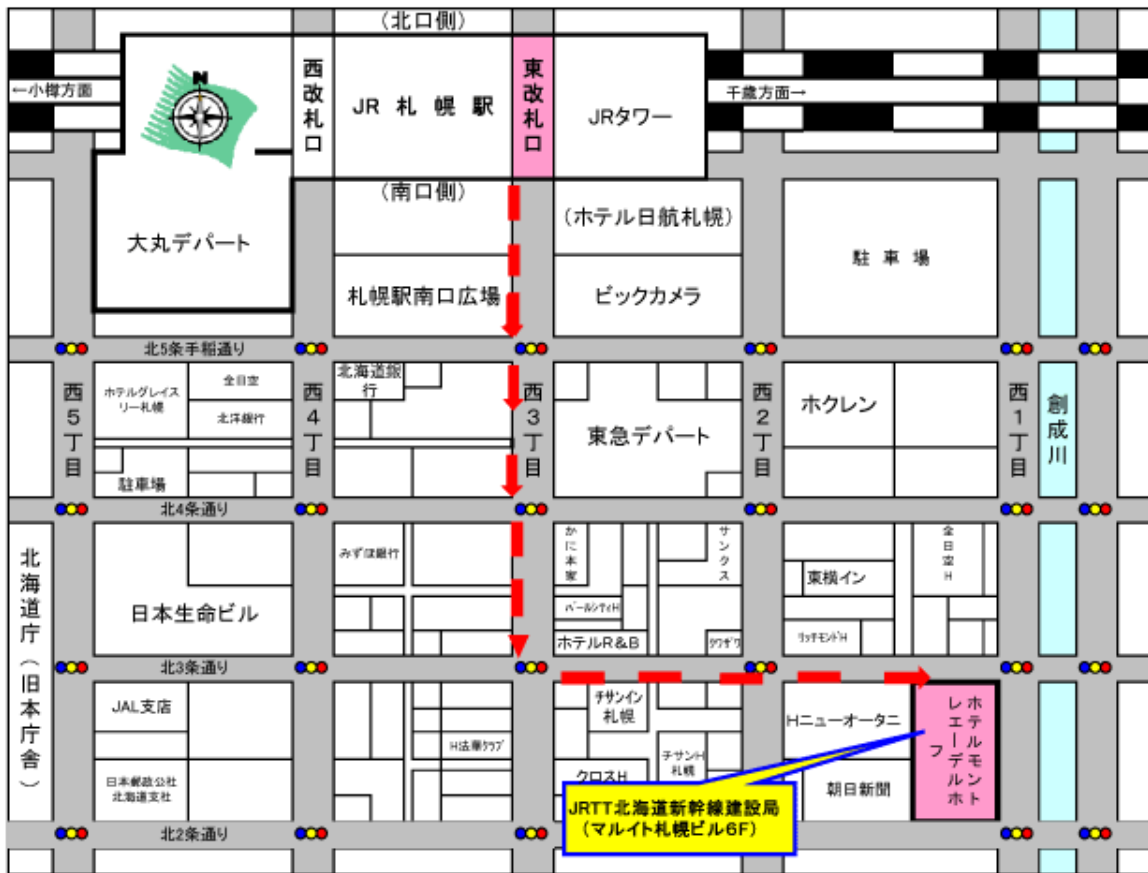 (北口側)
N
←小樽方面
西改札口
JR 札幌駅
東改札口
JRタワー
千歳方面→
(南口側)
(ホテル日航札幌)
大丸デパート
駐車場
札幌駅南口広場
ビックカメラ
北5条手稲通り
西5丁目
ホテルグレイス
リー札幌
全日空
北洋銀行
駐車場
西4丁目
北海道銀
行
西3丁目
東急デパート
西2丁目
ホクレン
西1丁目
創成川
北4条通り
北海道庁(旧本庁舎)
日本生命ビル
みずほ銀行
かに本家
サンクス
パールシティH
ホテルR&B
タワザワ
東横イン
リッチモンドH
全日空H
北3条通り
JAL支店
日本郵政公社
北海道支社
H法華クラブ
チサンイン
札幌
チサンH
札幌
クロスH
Hニューオータニ
朝日新聞
ホテルモント
レエーデルホ
フ
JRTT北海道新幹線建設局
(マルイト札幌ビル6F)
北2条通り